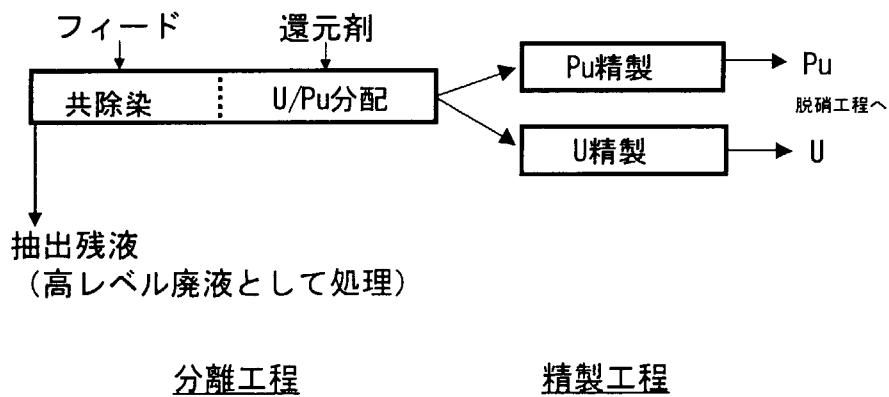 フィード
還元剤
共除染
U/Pu分配
Pu精製
Pu
脱硝工程へ
U精製
U
抽出残液
(高レベル廃液として処理)
分離工程
精製工程